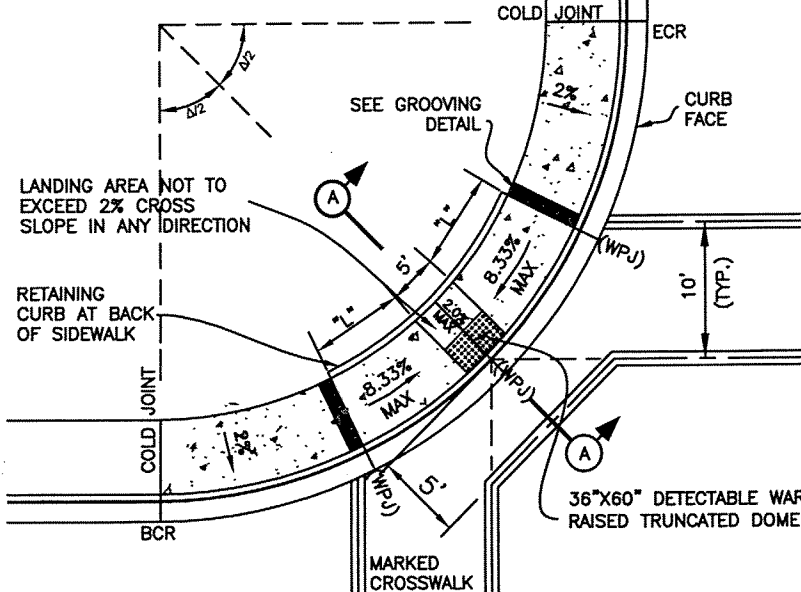 COLD JOINT
ECR
Δ/2
Δ/2
SEE GROOVING
DETAIL
2%
CURB
FACE
LANDING AREA NOT TO
EXCEED 2% CROSS
SLOPE IN ANY DIRECTION
A
"L"
5'
"L"
8.33%
MAX
(WPJ)
10'
(TYP.)
RETAINING
CURB AT BACK
OF SIDEWALK
2.0%
MAX
8.33%
MAX
(WPJ)
COLD JOINT
2%
(WPJ)
5'
A
36"X60" DETECTABLE WAR
RAISED TRUNCATED DOME
BCR
MARKED
CROSSWALK